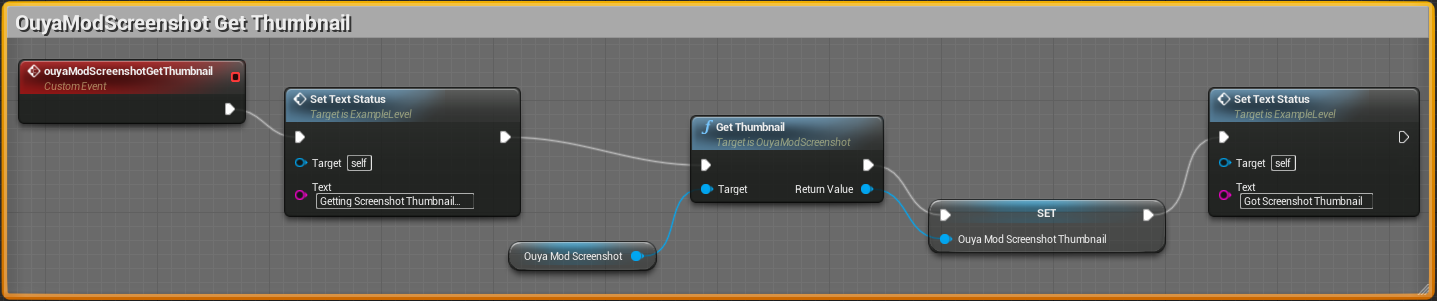 OuyaModScreenshot Get Thumbnail
ouyaModScreenshotGetThumbnail
Custom Event
Set Text Status
Target is ExampleLevel
Target self
Text
Getting Screenshot Thumbnail...
Ouya Mod Screenshot
Get Thumbnail
Target is OuyaModScreenshot
Target Return Value
SET
Ouya Mod Screenshot Thumbnail
Set Text Status
Target is ExampleLevel
Target self
Text
Got Screenshot Thumbnail